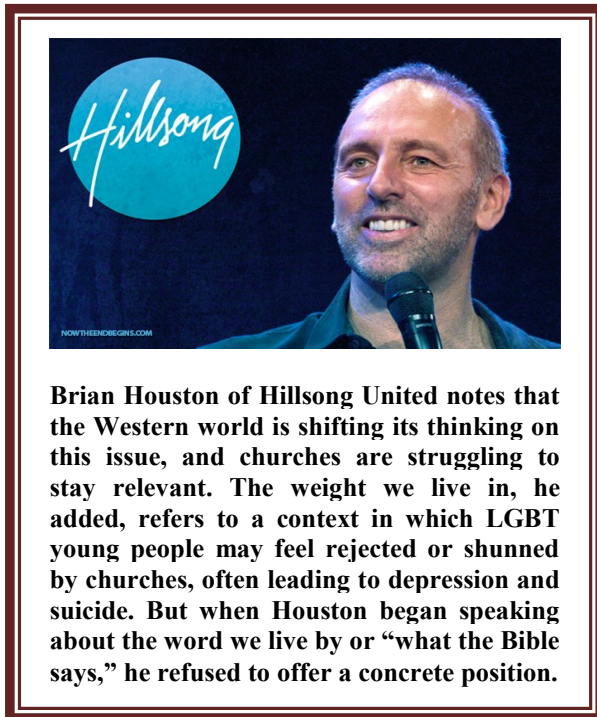 Hillsong
NOWTHEENDBEGINS.COM
Brian Houston of Hillsong United notes that
the Western world is shifting its thinking on
this issue, and churches are struggling to
stay relevant. The weight we live in, he
added, refers to a context in which LGBT
young people may feel rejected or shunned
by churches, often leading to depression and
suicide. But when Houston began speaking
about the word we live by or “what the Bible
says,” he refused to offer a concrete position.